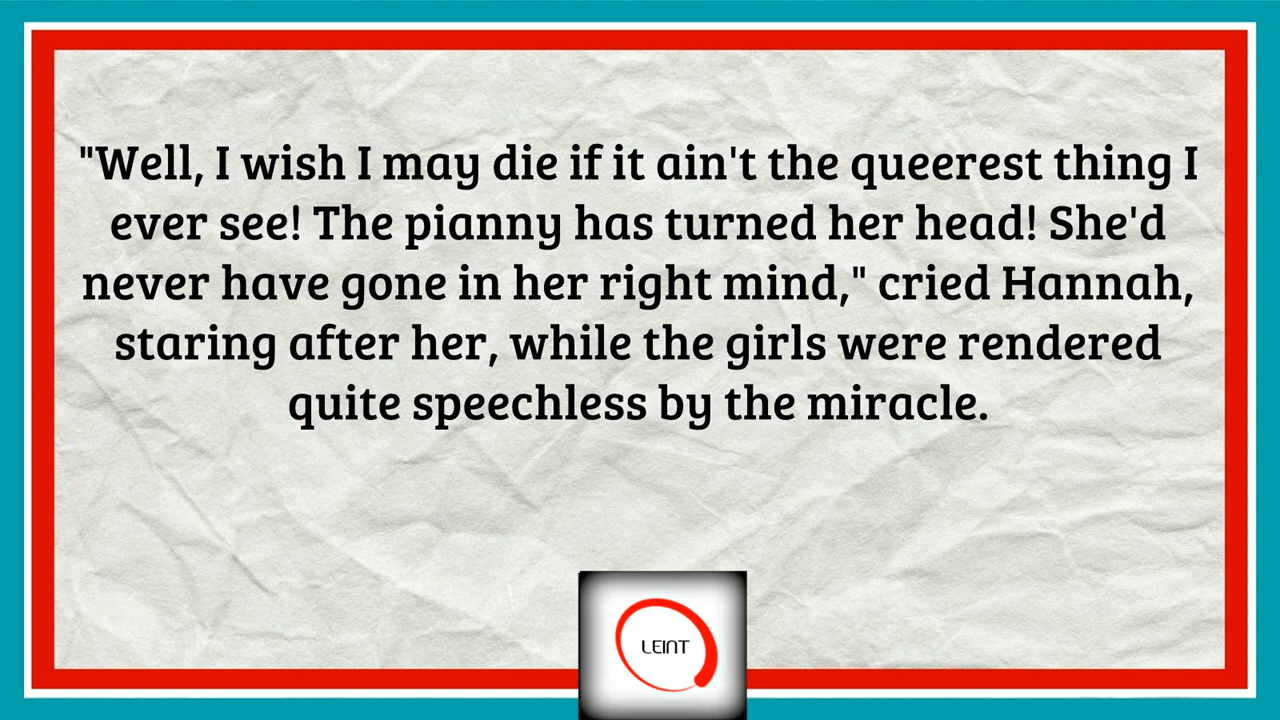 "Well, I wish I may die if it ain't the queerest thing I
ever see! The pianny has turned her head! She'd
never have gone in her right mind," cried Hannah,
staring after her, while the girls were rendered
quite speechless by the miracle.
LEINT